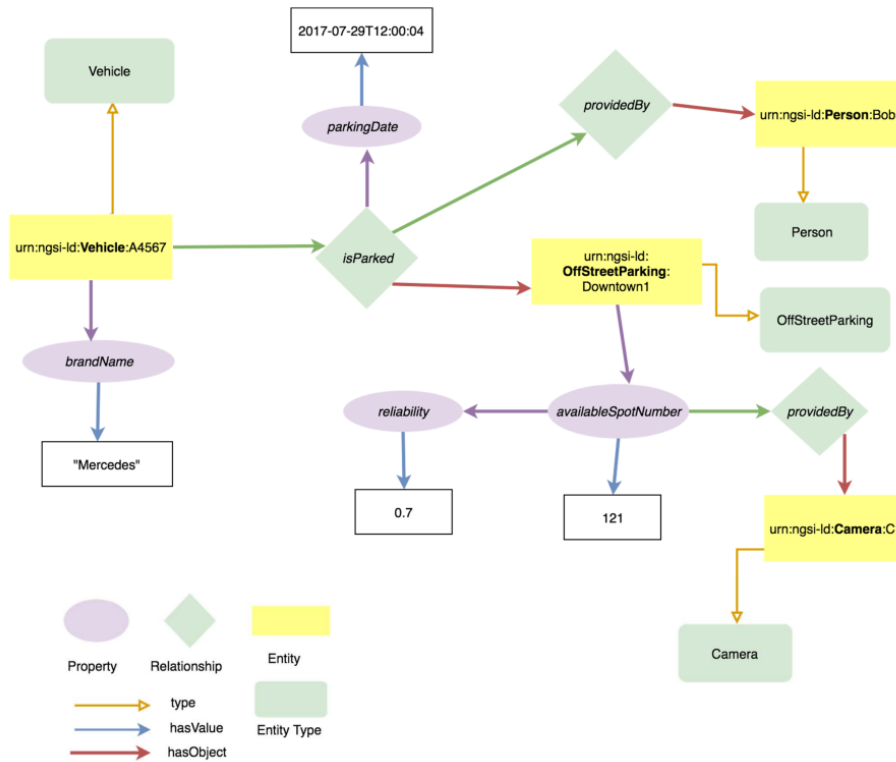 2017-07-29T12:00:04
Vehicle
parkingDate
providedBy
urn:ngsi-ld:Person:Bob
urn:ngsi-ld:Vehicle:A4567
isParked
Person
urn:ngsi-ld:
OffStreetParking:
Downtown1
OffStreetParking
brandName
reliability
availableSpotNumber
providedBy
"Mercedes"
0.7
121
urn:ngsi-ld:Camera:C
Camera
Property
Relationship
Entity
type
hasValue
hasObject
Entity Type